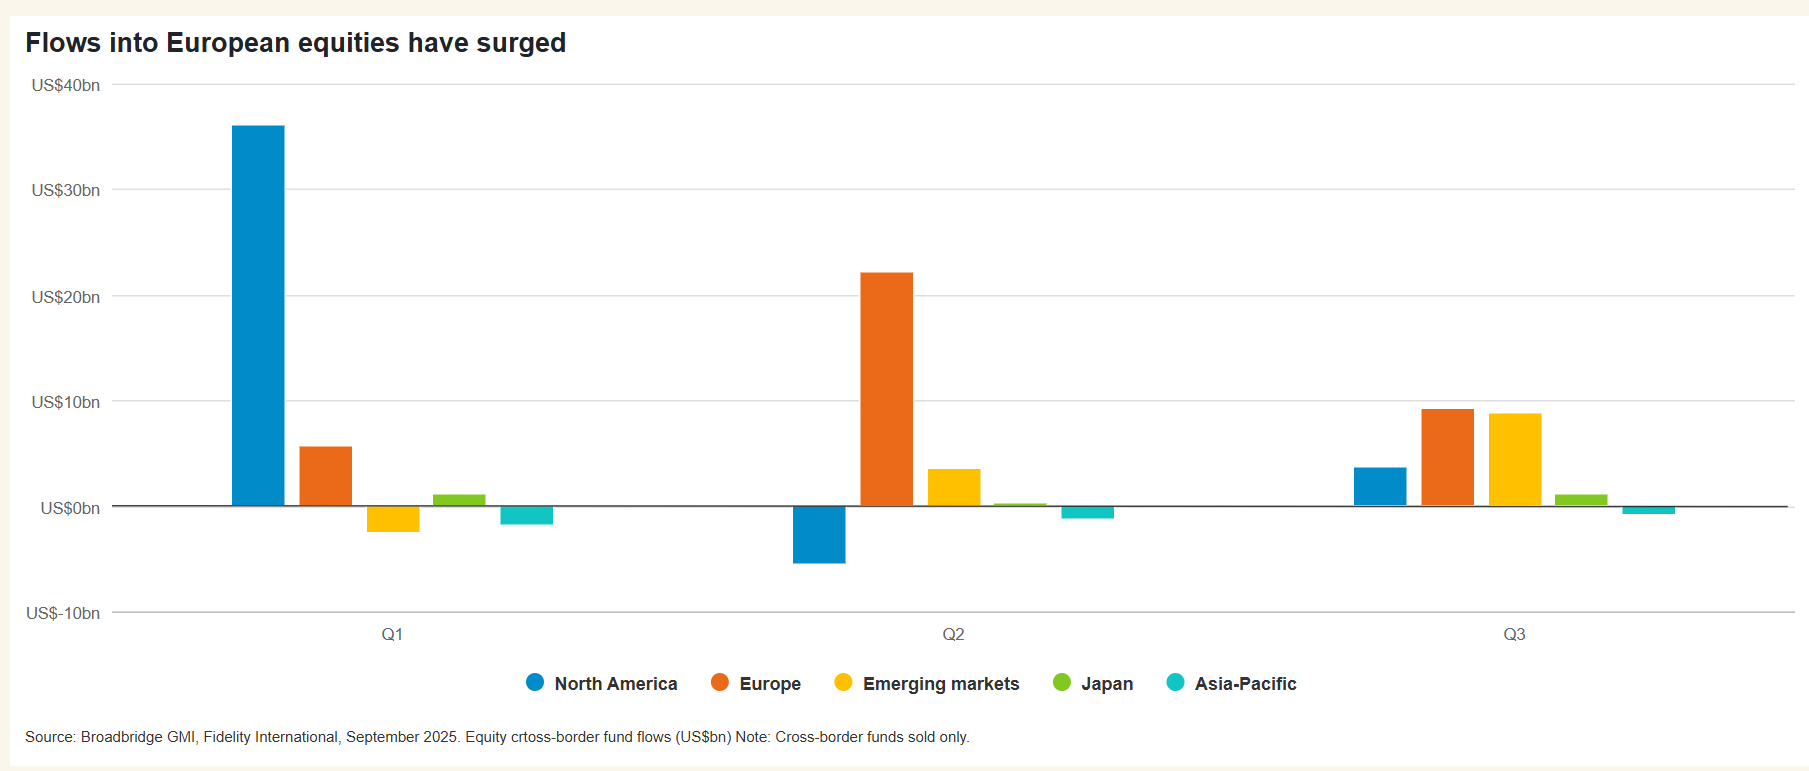 Flows into European equities have surged
US$40bn
US$30bn
US$20bn
US$10bn
US$0bn
US$-10bn
Q1 Q2 Q3
North America Europe Emerging markets Japan Asia-Pacific
Source: Broadbridge GMI, Fidelity International, September 2025. Equity crtoss-border fund flows (US$bn) Note: Cross-border funds sold only.